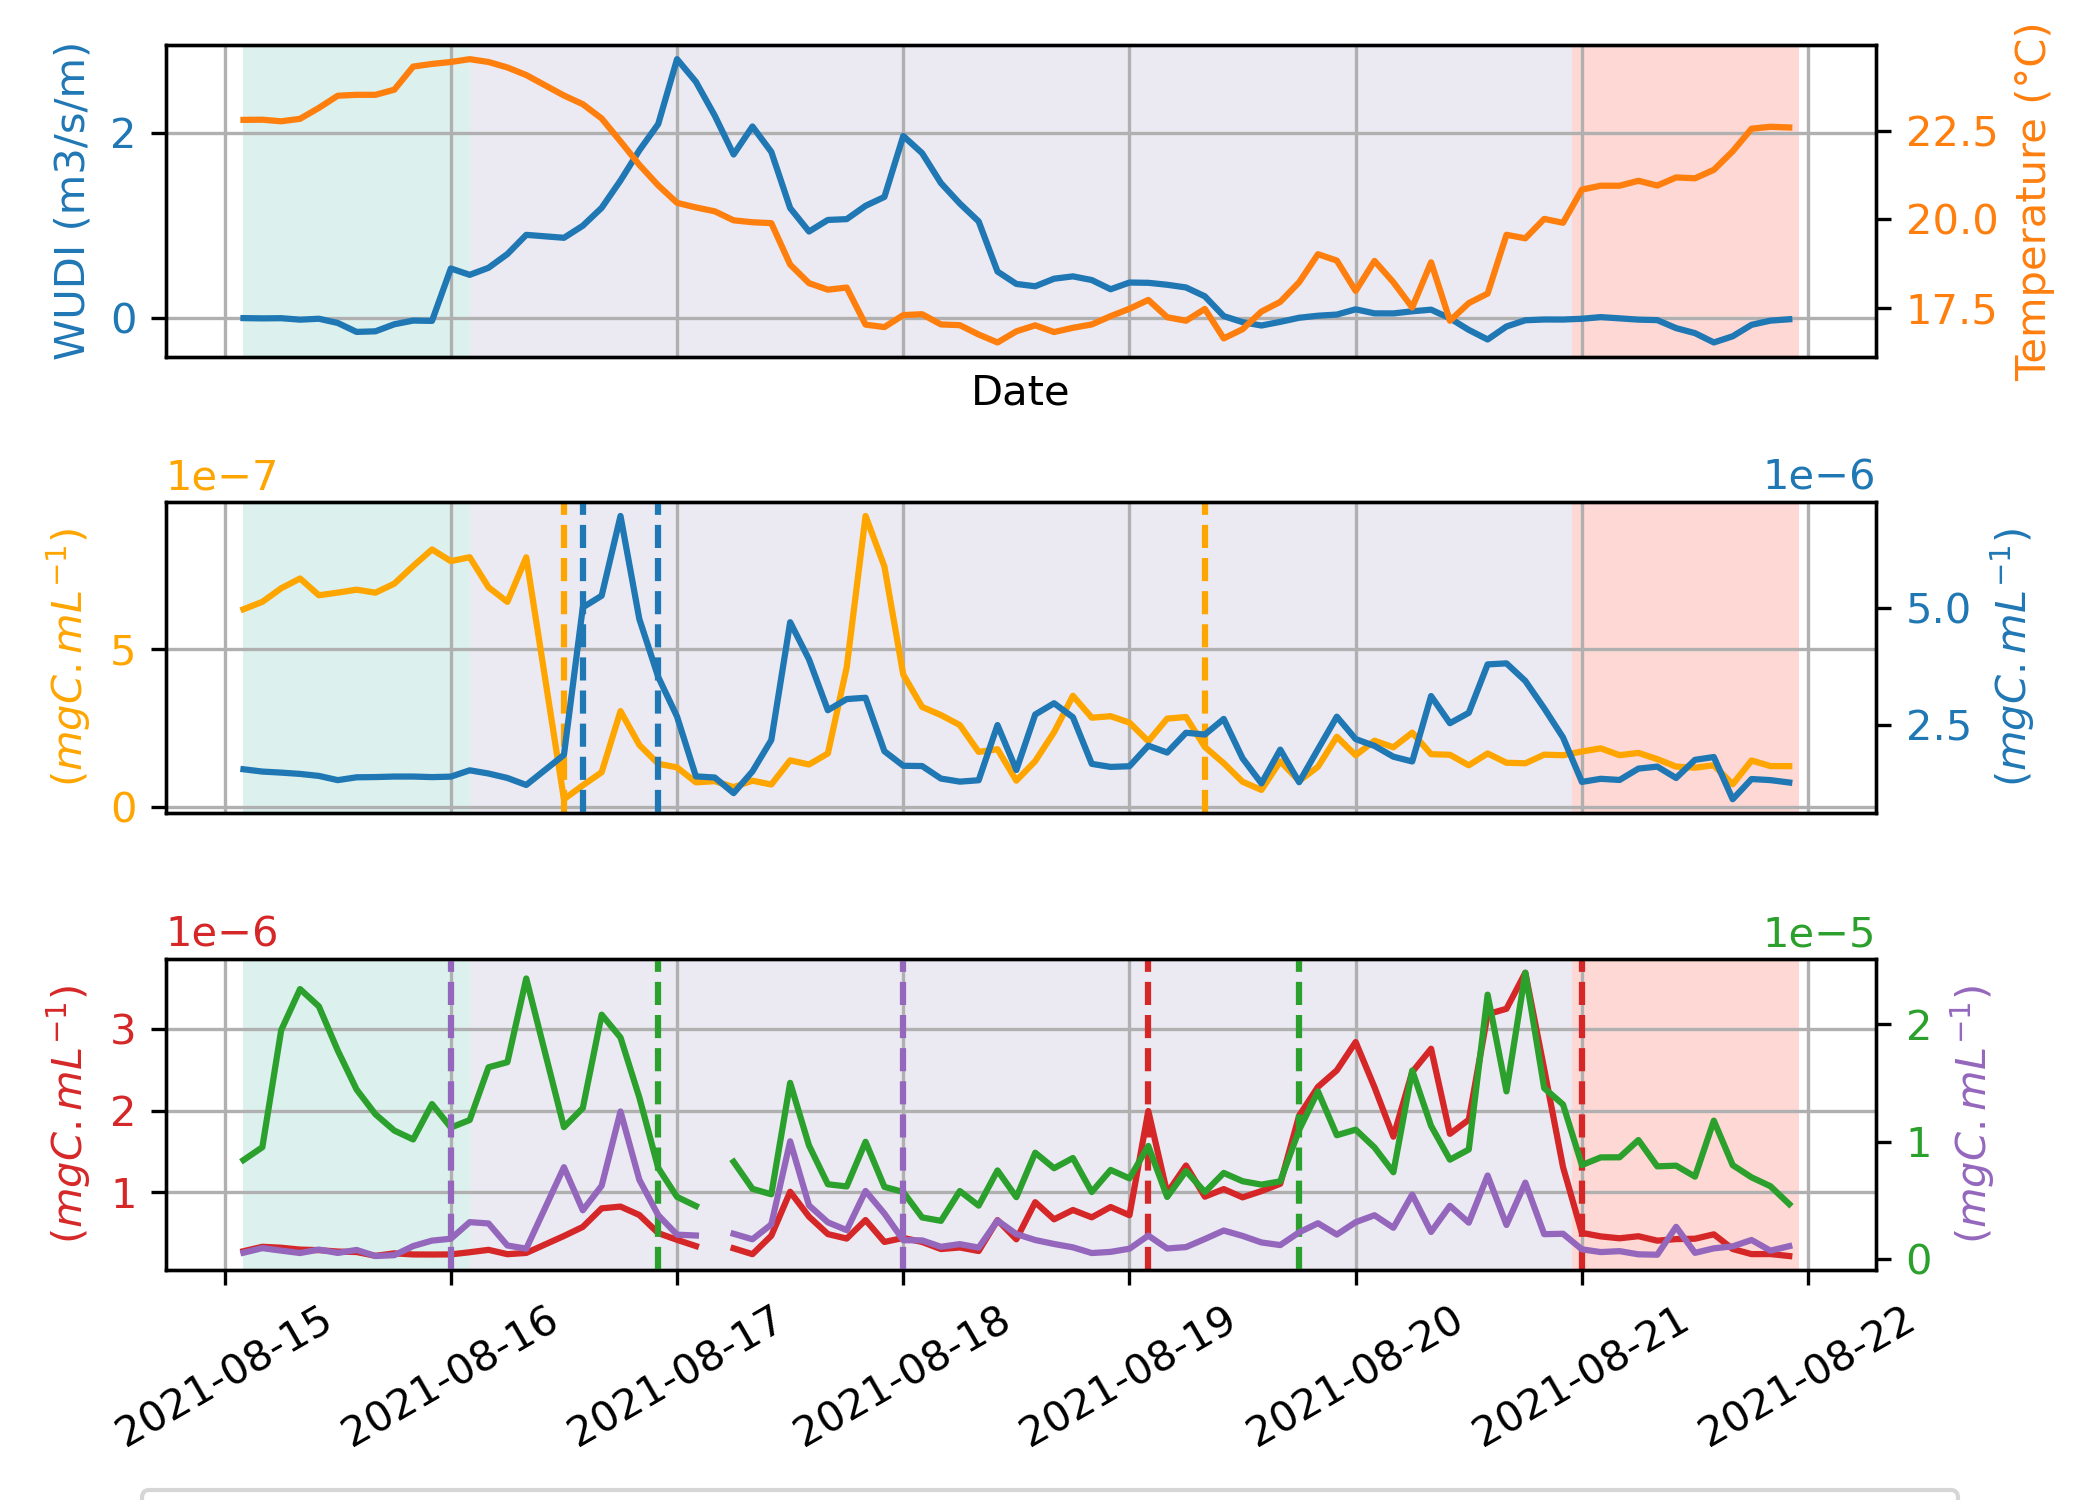 WUDI (m3/s/m)
2
0
22.5
20.0
17.5
Temperature (°C)
Date
1e−7
1e−6
(mgC.mL⁻¹)
5
0
5.0
2.5
(mgC.mL⁻¹)
1e−6
1e−5
(mgC.mL⁻¹)
3
2
1
2
1
0
(mgC.mL⁻¹)
2021-08-15
2021-08-16
2021-08-17
2021-08-18
2021-08-19
2021-08-20
2021-08-21
2021-08-22